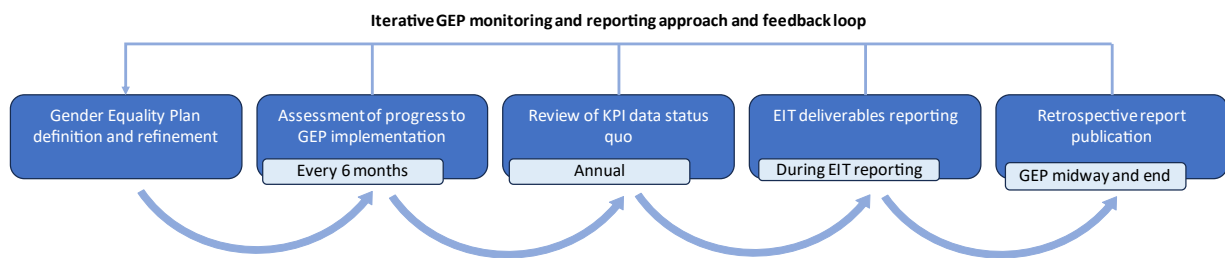 Iterative GEP monitoring and reporting approach and feedback loop
Gender Equality Plan
definition and refinement
Assessment of progress to
GEP implementation
Every 6 months
Review of KPI data status
quo
Annual
EIT deliverables reporting
During EIT reporting
Retrospective report
publication
GEP midway and end